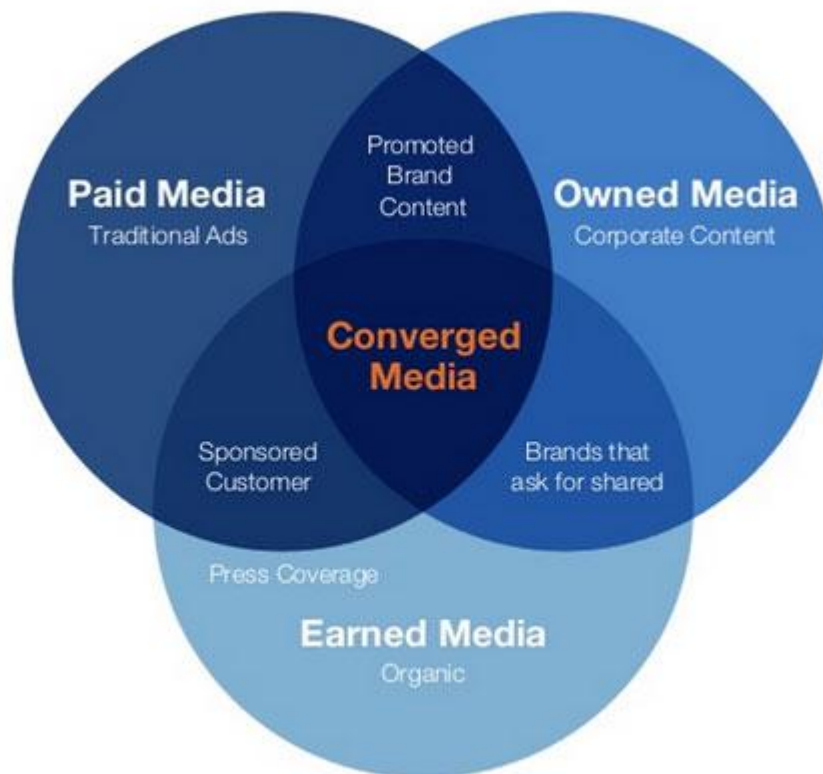 Promoted
Brand
Content
Paid Media
Traditional Ads
Owned Media
Corporate Content
Converged
Media
Sponsored
Customer
Brands that
ask for shared
Press Coverage
Earned Media
Organic